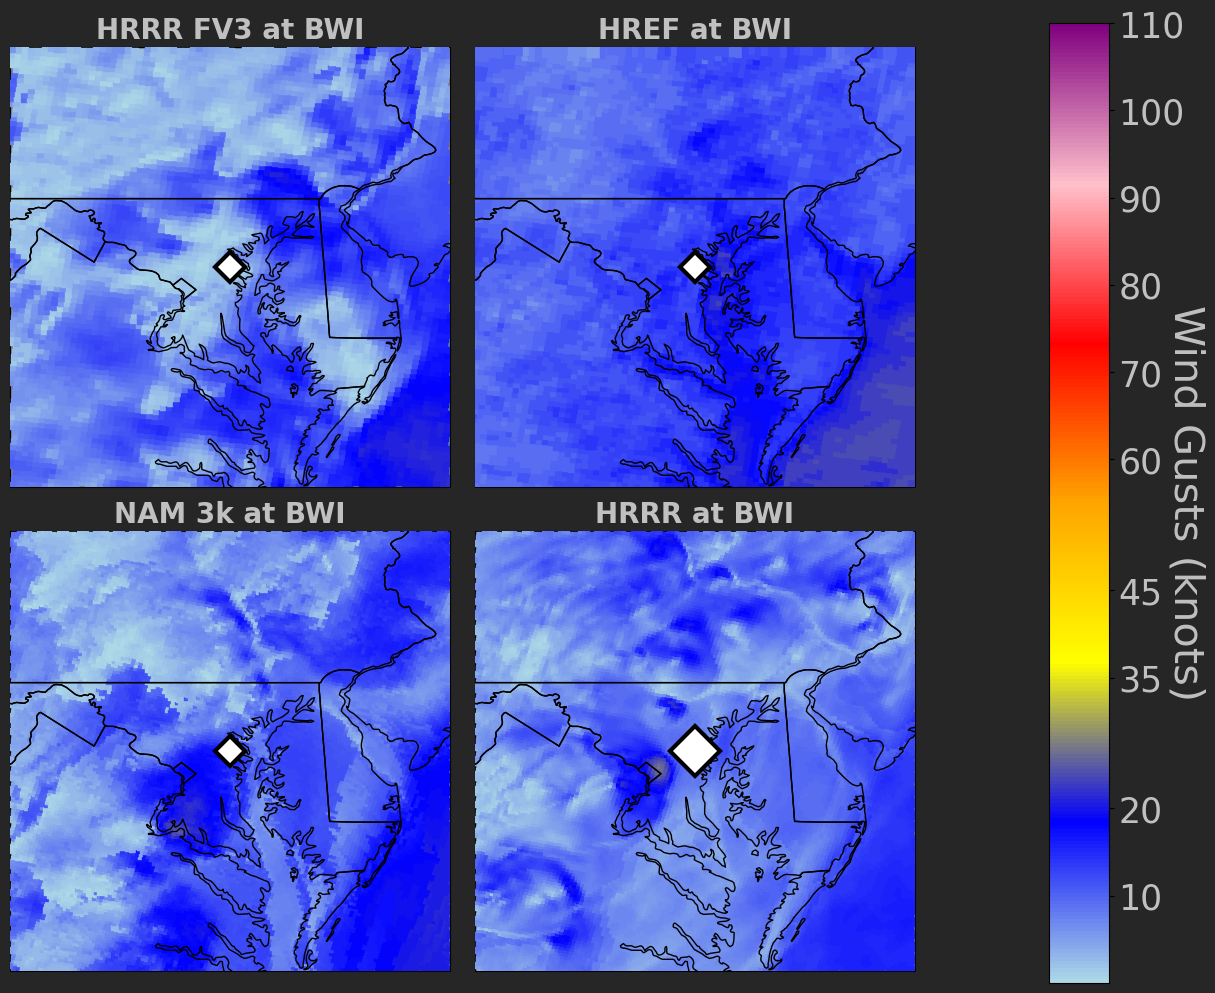 HRRR FV3 at BWI
HREF at BWI
NAM 3k at BWI
HRRR at BWI
110
100
90
80
70
60
45
35
20
10
Wind Gusts (knots)